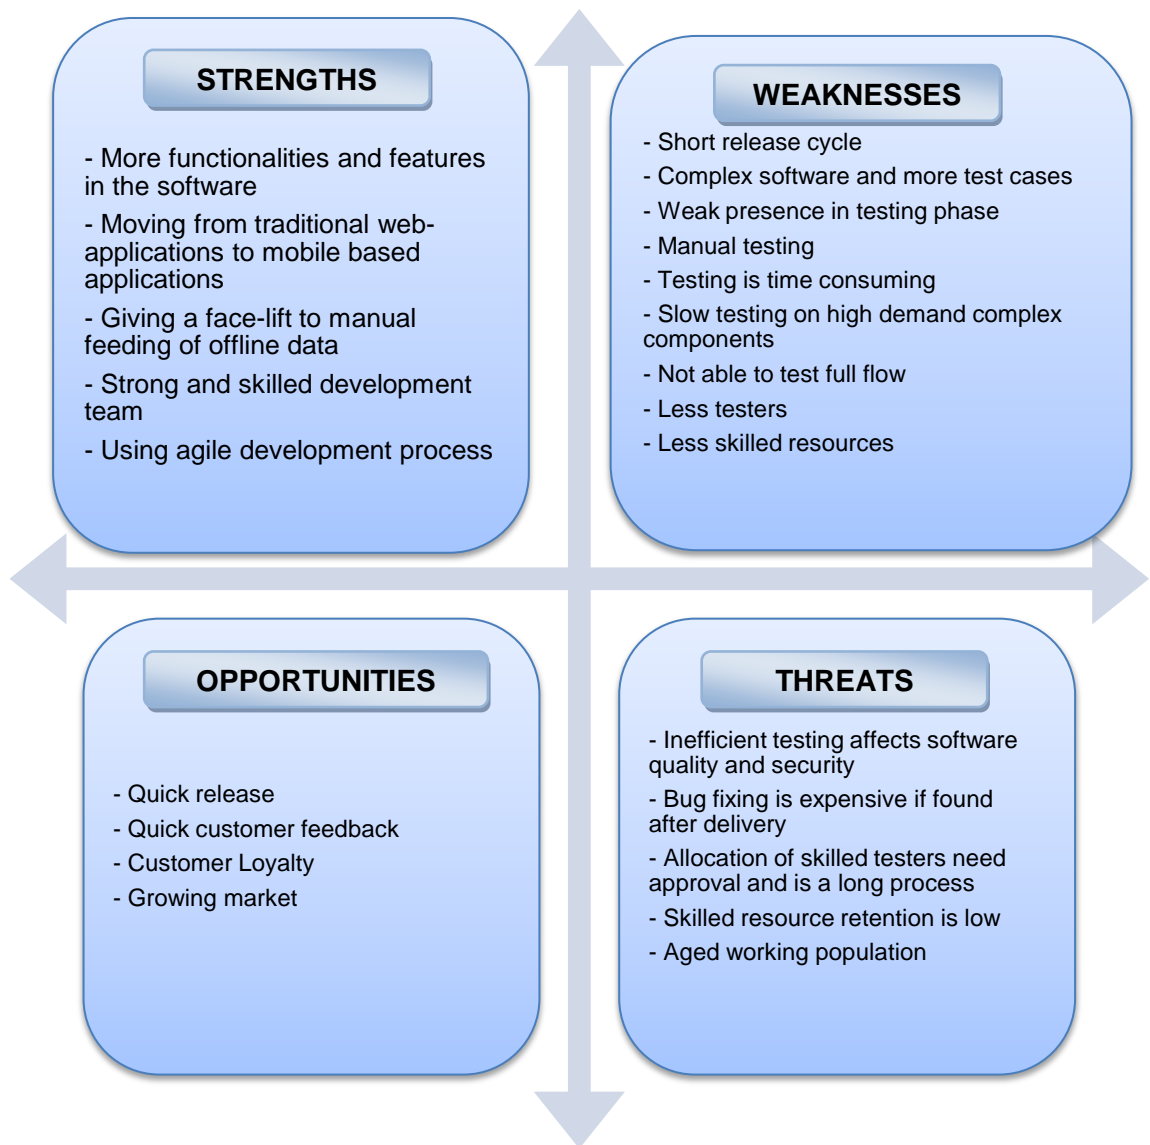 STRENGTHS
- More functionalities and features
in the software
- Moving from traditional web-
applications to mobile based
applications
- Giving a face-lift to manual
feeding of offline data
- Strong and skilled development
team
- Using agile development process
WEAKNESSES
- Short release cycle
- Complex software and more test cases
- Weak presence in testing phase
- Manual testing
- Testing is time consuming
- Slow testing on high demand complex
components
- Not able to test full flow
- Less testers
- Less skilled resources
OPPORTUNITIES
- Quick release
- Quick customer feedback
- Customer Loyalty
- Growing market
THREATS
- Inefficient testing affects software
quality and security
- Bug fixing is expensive if found
after delivery
- Allocation of skilled testers need
approval and is a long process
- Skilled resource retention is low
- Aged working population